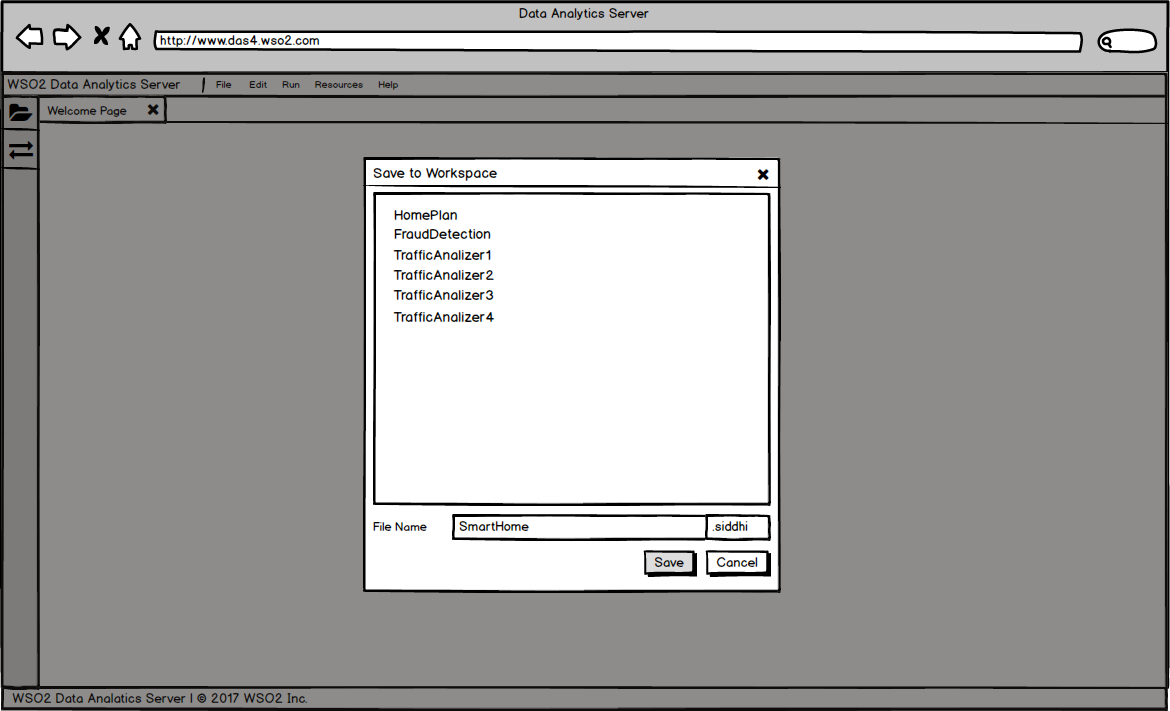 Data Analytics Server
http://www.das4.wso2.com
WSO2 Data Analytics Server | File Edit Run Resources Help
Welcome Page
Save to Workspace
HomePlan
FraudDetection
TrafficAnalizer1
TrafficAnalizer2
TrafficAnalizer3
TrafficAnalizer4
File Name SmartHome .siddhi
Save Cancel
WSO2 Data Analatics Server | © 2017 WSO2 Inc.